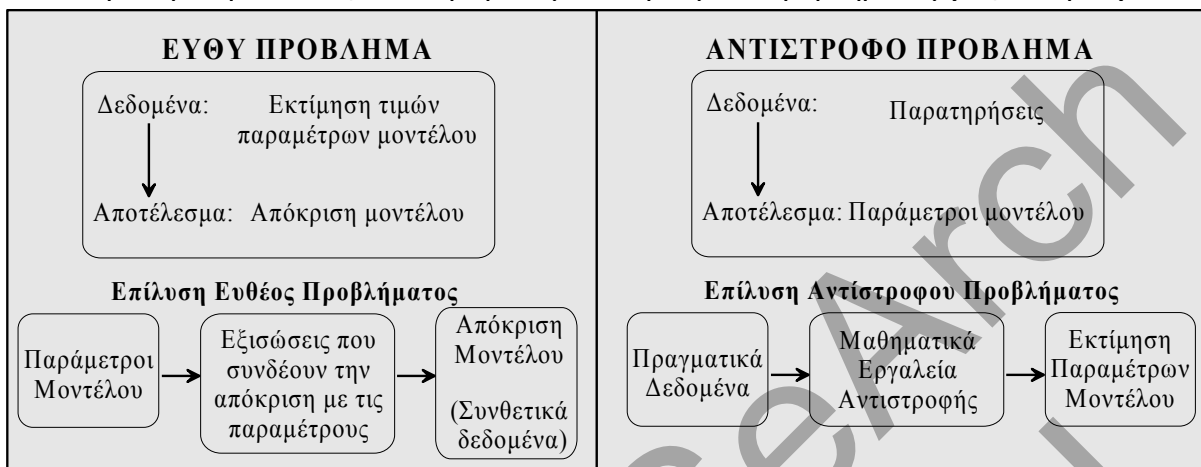 ΕΥΘΥ ΠΡΟΒΛΗΜΑ
Δεδομένα: Εκτίμηση τιμών
παραμέτρων μοντέλου
Αποτέλεσμα: Απόκριση μοντέλου
Επίλυση Ευθέος Προβλήματος
Παράμετροι
Μοντέλου
Εξισώσεις που
συνδέουν την
απόκριση με τις
παραμέτρους
Απόκριση
Μοντέλου
(Συνθετικά
δεδομένα)
ΑΝΤΙΣΤΡΟΦΟ ΠΡΟΒΛΗΜΑ
Δεδομένα: Παρατηρήσεις
Αποτέλεσμα: Παράμετροι μοντέλου
Επίλυση Αντίστροφου Προβλήματος
Πραγματικά
Δεδομένα
Μαθηματικά
Εργαλεία
Αντιστροφής
Εκτίμηση
Παραμέτρων
Μοντέλου
SeArch